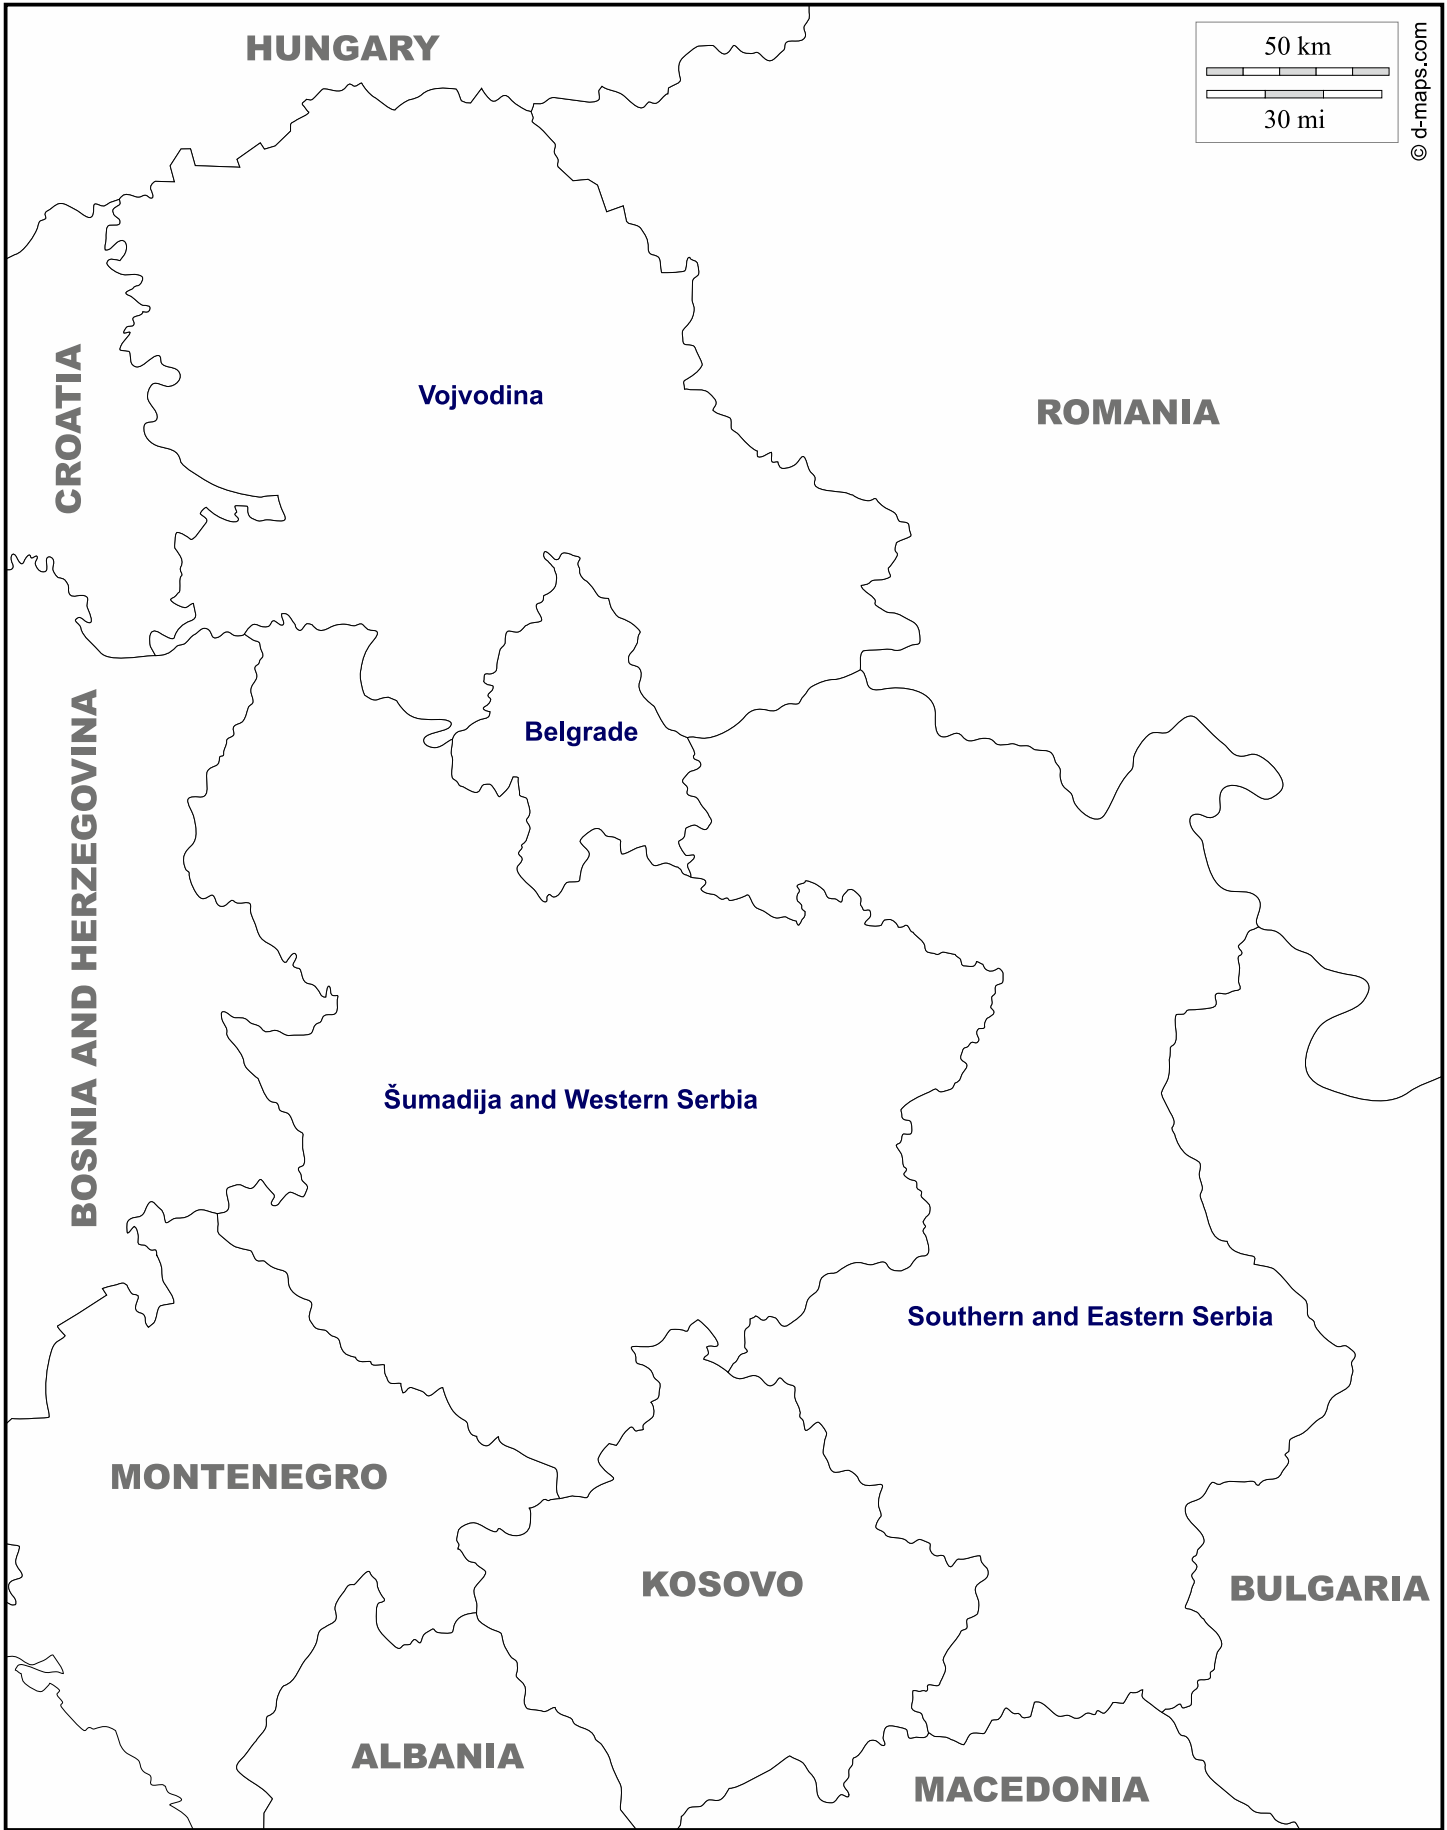 HUNGARY
50 km
30 mi
© d-maps.com
CROATIA
Vojvodina
ROMANIA
BOSNIA AND HERZEGOVINA
Belgrade
Šumadija and Western Serbia
Southern and Eastern Serbia
MONTENEGRO
KOSOVO
BULGARIA
ALBANIA
MACEDONIA